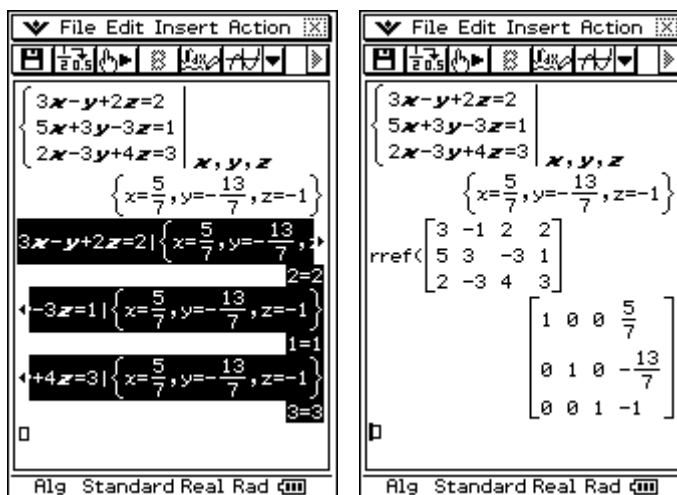 File Edit Insert Action
3x-y+2z=2
5x+3y-3z=1
2x-3y+4z=3
x,y,z
{x=5/7,y=-13/7,z=-1}
3x-y+2z=2|{x=5/7,y=-13/7,
2=2
-3z=1|{x=5/7,y=-13/7,z=-1}
1=1
+4z=3|{x=5/7,y=-13/7,z=-1}
3=3
Alg Standard Real Rad
File Edit Insert Action
3x-y+2z=2
5x+3y-3z=1
2x-3y+4z=3
x,y,z
{x=5/7,y=-13/7,z=-1}
3 -1 2 2
rref( 5 3 -3 1
2 -3 4 3
1 0 0 5/7
0 1 0 -13/7
0 0 1 -1
Alg Standard Real Rad